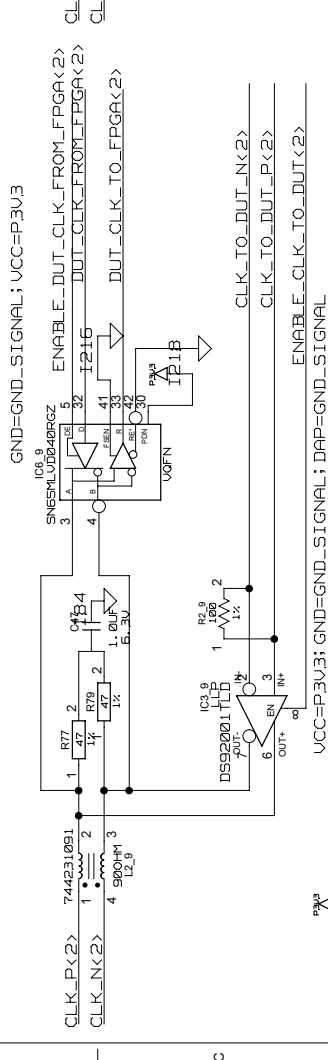 GND=GND_SIGNAL; VCC=P3V3
CL
CL
ENABLE_DUT_CLK_FROM_FPGA<2>
DUT_CLK_FROM_FPGA<2>
DUT_CLK_TO_FPGA<2>
I216
I218
P3V3
IC6_9
SN65MLVD040RGZ
VQFN
5
32
41
33
42
30
DE
D
FSEN
R
RE'
PDN
A
B
3
4
1.0UF
6.3V
R77
47
1%
1
2
R79
47
1%
1
2
744231091
1
2
4
3
90OHM
L2_9
CLK_P<2>
CLK_N<2>
CLK_TO_DUT_N<2>
CLK_TO_DUT_P<2>
ENABLE_CLK_TO_DUT<2>
R2_9
100
1%
1
2
IC3_9
LLP
DS92001TLD
7
OUT-
6
OUT+
2
IN-
3
IN+
EN
8
VCC=P3V3; GND=GND_SIGNAL; DAP=GND_SIGNAL
P3V3
C